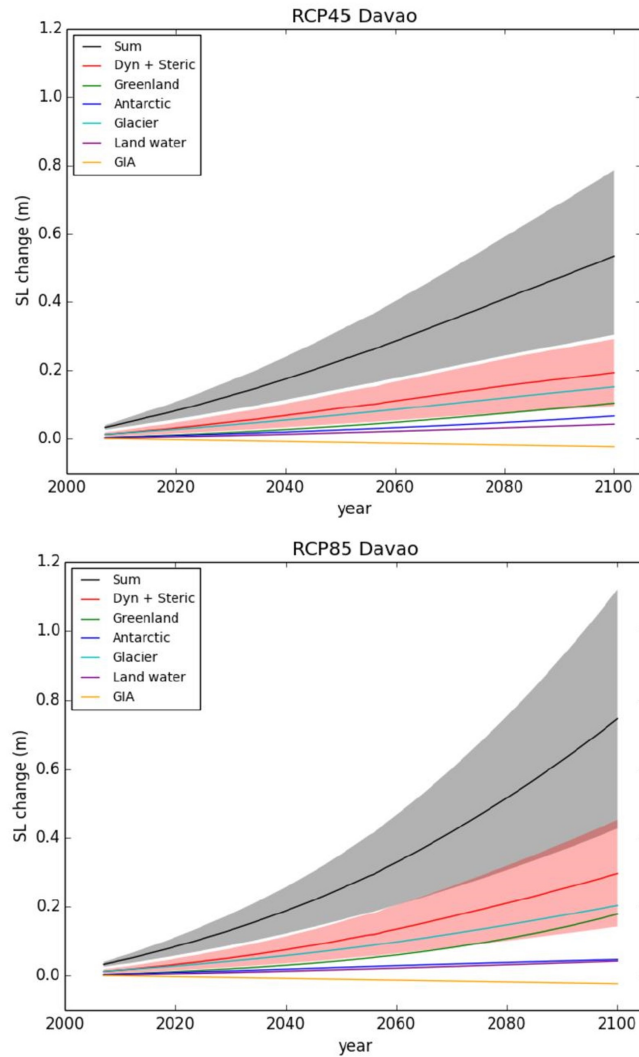 RCP45 Davao
1.2
1.0
0.8
0.6
0.4
0.2
0.0
SL change (m)
Sum
Dyn + Steric
Greenland
Antarctic
Glacier
Land water
GIA
2000 2020 2040 2060 2080 2100
year
RCP85 Davao
1.2
1.0
0.8
0.6
0.4
0.2
0.0
SL change (m)
Sum
Dyn + Steric
Greenland
Antarctic
Glacier
Land water
GIA
2000 2020 2040 2060 2080 2100
year